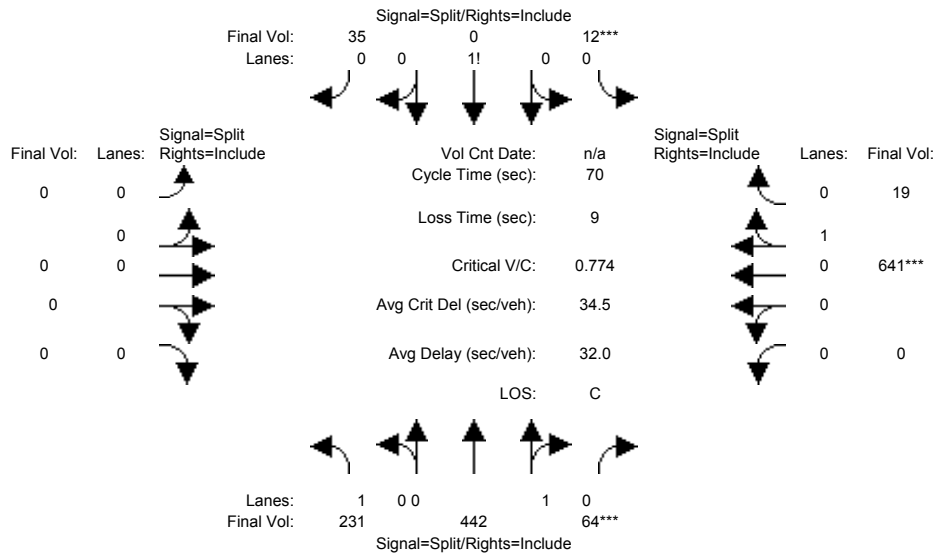 Signal=Split/Rights=Include
Final Vol: 35 0 12***
Lanes: 0 0 1! 0 0
Signal=Split Signal=Split
Final Vol: Lanes: Rights=Include Vol Cnt Date: n/a Rights=Include Lanes: Final Vol:
Cycle Time (sec): 70
0 0 0 19
Loss Time (sec): 9
0 1
0 0 Critical V/C: 0.774 0 641***
0 Avg Crit Del (sec/veh): 34.5 0
0 0 Avg Delay (sec/veh): 32.0 0 0
LOS: C
Lanes: 1 0 0 1 0
Final Vol: 231 442 64***
Signal=Split/Rights=Include